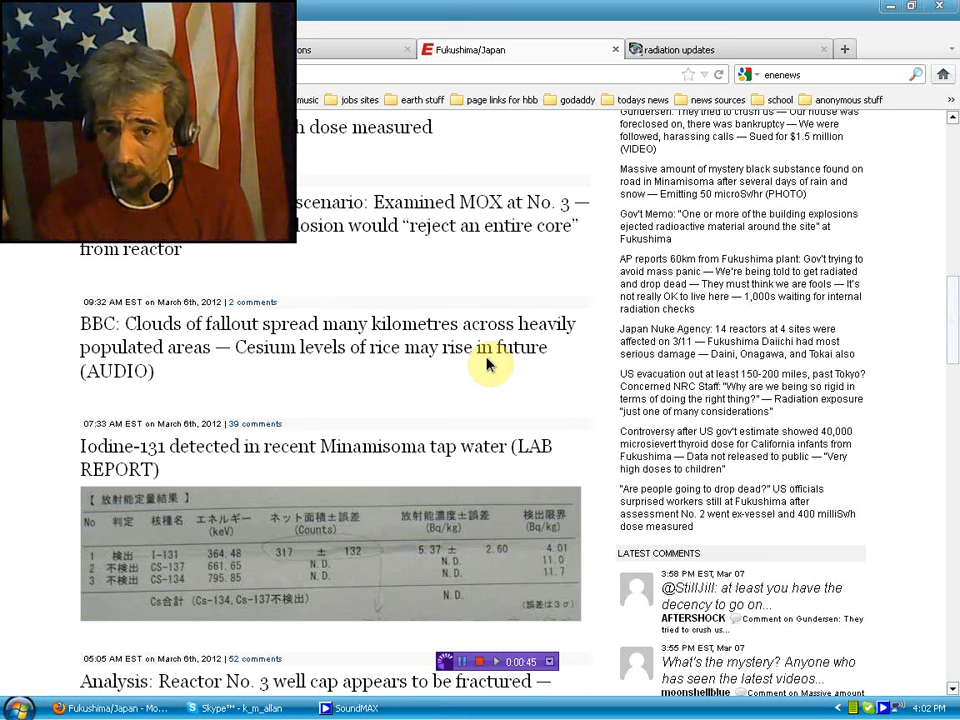 ons
Fukushima/Japan
radiation updates
enenews
music
jobs sites
earth stuff
page links for hbb
godaddy
todays news
news sources
school
anonymous stuff
h dose measured
scenario: Examined MOX at No. 3 —
losion would “reject an entire core”
from reactor
09:32 AM EST on March 6th, 2012 | 2 comments
BBC: Clouds of fallout spread many kilometres across heavily
populated areas — Cesium levels of rice may rise in future
(AUDIO)
07:33 AM EST on March 6th, 2012 | 39 comments
Iodine-131 detected in recent Minamisoma tap water (LAB
REPORT)
【 放射能定量結果 】
No 判定 核種名 エネルギー (keV) ネット面積±誤差 (Counts) 放射能濃度±誤差 (Bq/kg) 検出限界 (Bq/kg)
1 検出 I-131 364.48 317 ± 132 5.37 ± 2.60 4.01
2 不検出 CS-137 661.65 N.D. N.D. 11.0
3 不検出 CS-134 795.85 N.D. N.D. 11.7
Cs合計 (Cs-134,Cs-137不検出) N.D. (誤差は3σ)
05:05 AM EST on March 6th, 2012 | 52 comments
Analysis: Reactor No. 3 well cap appears to be fractured —
Gundersen: They tried to crush us — Our house was
foreclosed on, there was bankruptcy — We were
followed, harassing calls — Sued for $1.5 million
(VIDEO)
Massive amount of mystery black substance found on
road in Minamisoma after several days of rain and
snow — Emitting 50 microSv/hr (PHOTO)
Gov't Memo: "One or more of the building explosions
ejected radioactive material around the site" at
Fukushima
AP reports 60km from Fukushima plant: Gov't trying to
avoid mass panic — We're being told to get radiated
and drop dead — They must think we are fools — It's
not really OK to live here — 1,000s waiting for internal
radiation checks
Japan Nuke Agency: 14 reactors at 4 sites were
affected on 3/11 — Fukushima Daiichi had most
serious damage — Daini, Onagawa, and Tokai also
US evacuation out at least 150-200 miles, past Tokyo?
Concerned NRC Staff: "Why are we being so rigid in
terms of doing the right thing?" — Radiation exposure
"just one of many considerations"
Controversy after US gov't estimate showed 40,000
microsievert thyroid dose for California infants from
Fukushima — Data not released to public — "Very
high doses to children"
"Are people going to drop dead?" US officials
surprised workers still at Fukushima after
assessment No. 2 went ex-vessel and 400 milliSv/h
dose measured
LATEST COMMENTS
3:58 PM EST, Mar 07
@StillJill: at least you have the
decency to go on...
AFTERSHOCK Comment on Gundersen: They
tried to crush us...
3:55 PM EST, Mar 07
What's the mystery? Anyone who
has seen the latest videos...
moonshellblue Comment on Massive amount
0:00:45
Fukushima/Japan - Mo...
Skype™ - k_m_allan
SoundMAX
4:02 PM